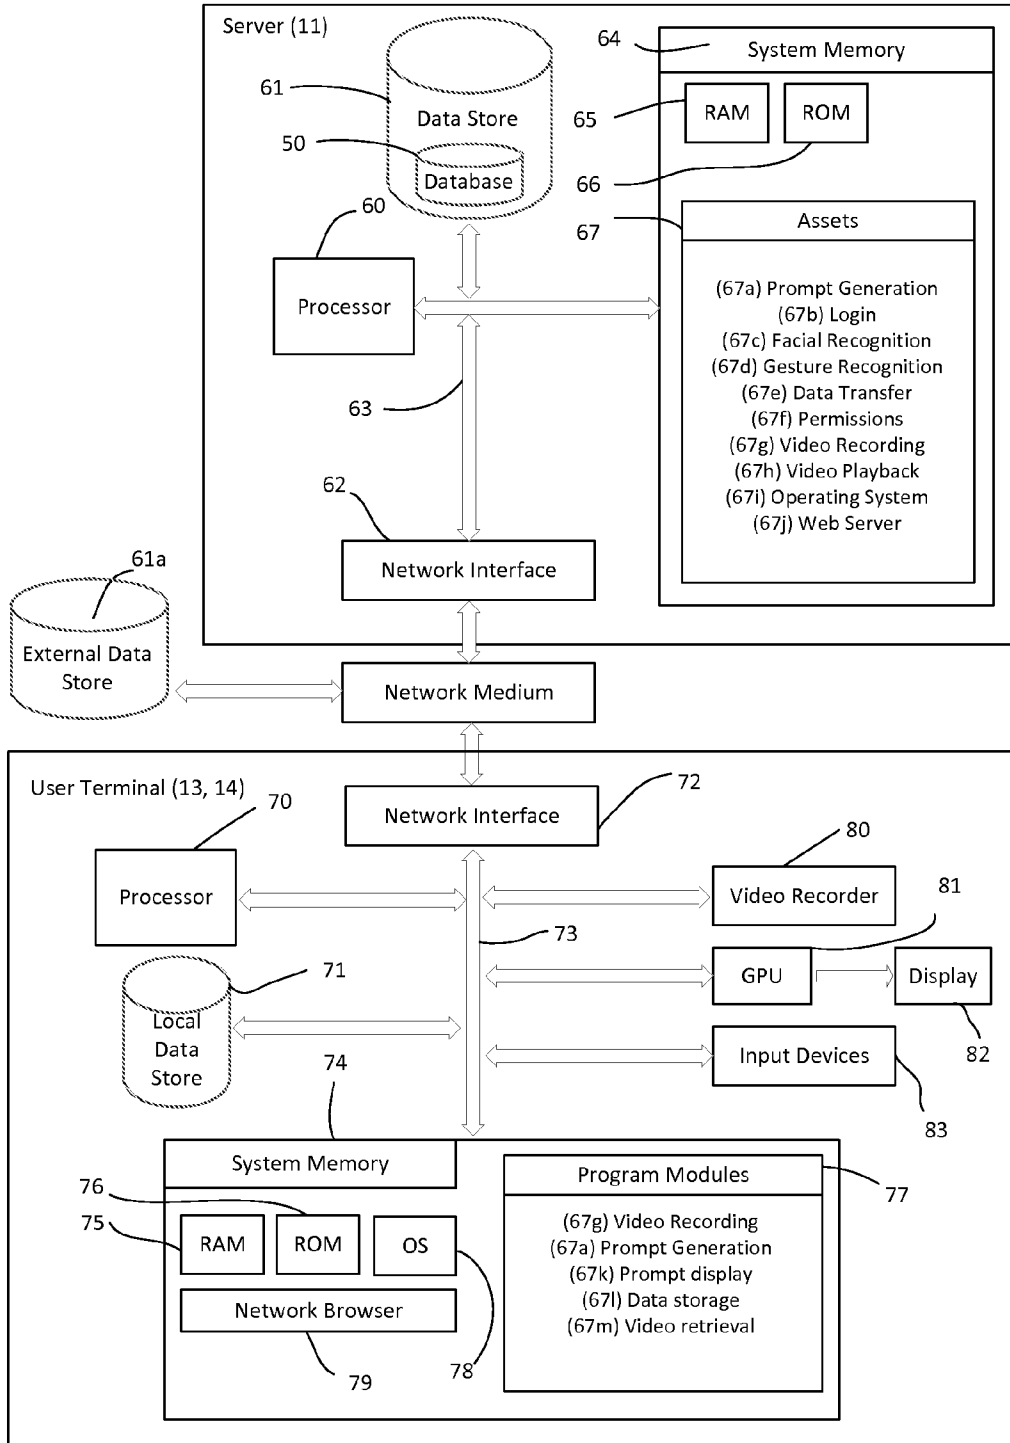 Server (11)
64
System Memory
61
Data Store
65
RAM
ROM
50
Database
66
60
67
Assets
Processor
(67a) Prompt Generation
(67b) Login
(67c) Facial Recognition
(67d) Gesture Recognition
(67e) Data Transfer
(67f) Permissions
(67g) Video Recording
(67h) Video Playback
(67i) Operating System
(67j) Web Server
63
62
Network Interface
61a
External Data
Store
Network Medium
User Terminal (13, 14)
70
Network Interface
72
80
Processor
Video Recorder
81
73
71
GPU
Display
Local
Data
Store
Input Devices
82
74
83
System Memory
Program Modules
76
77
75
RAM
ROM
OS
(67g) Video Recording
(67a) Prompt Generation
(67k) Prompt display
(67l) Data storage
(67m) Video retrieval
Network Browser
78
79